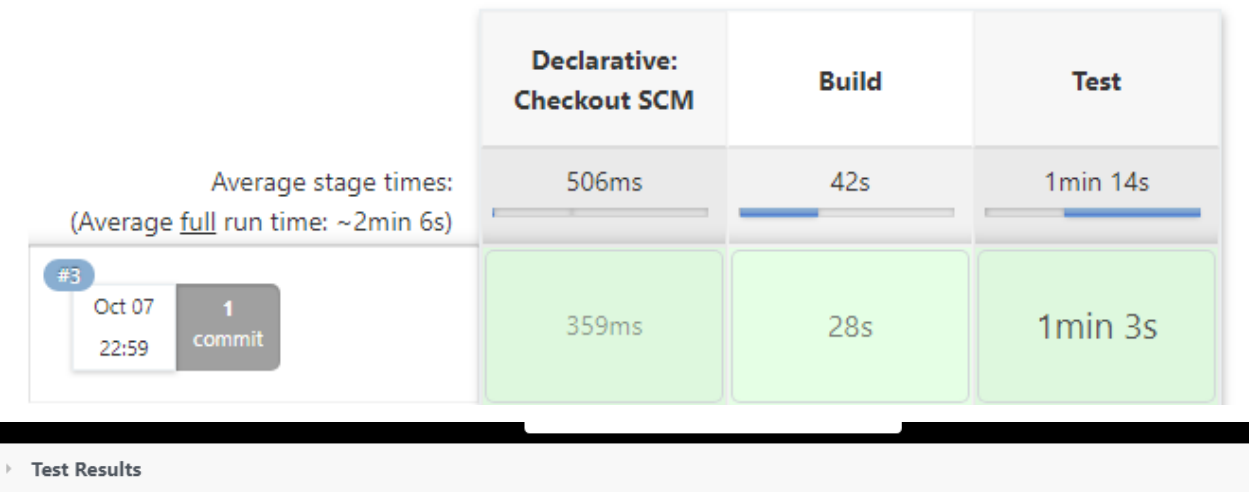 Declarative:
Checkout SCM
Build
Test
Average stage times:
(Average full run time: ~2min 6s)
506ms
42s
1min 14s
#3
Oct 07
22:59
1
commit
359ms
28s
1min 3s
Test Results